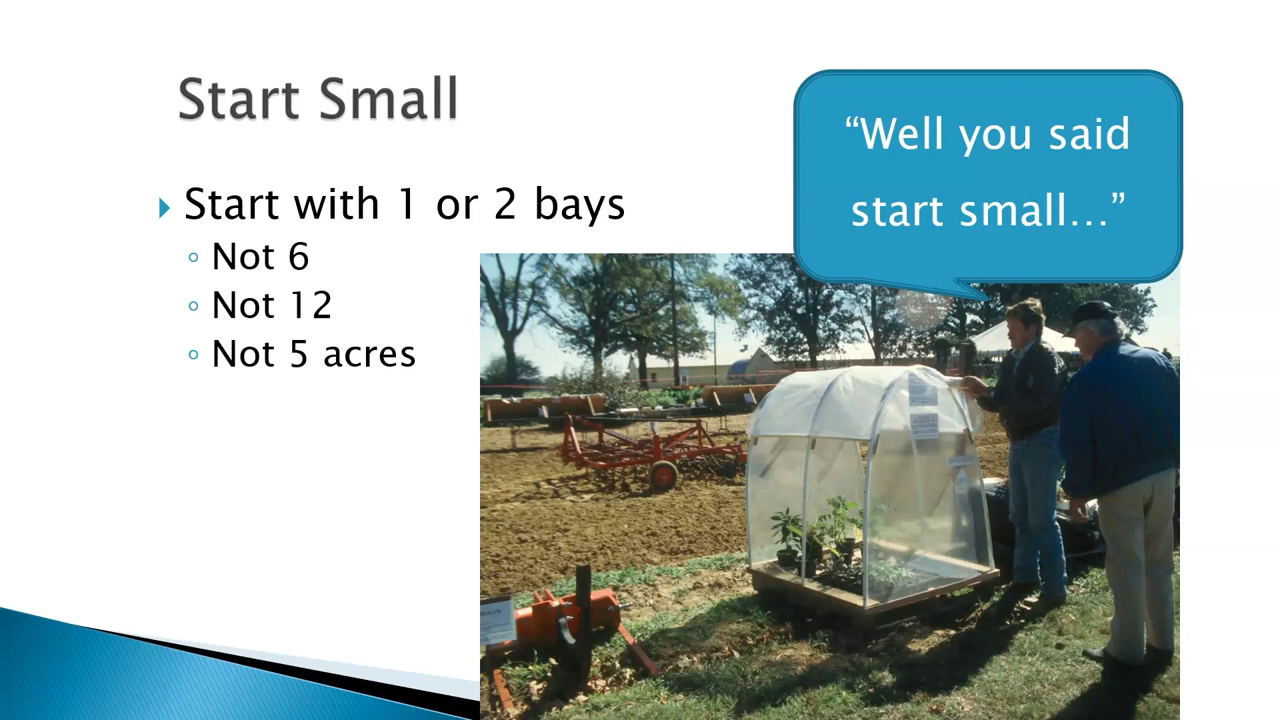 Start Small
Start with 1 or 2 bays
Not 6
Not 12
Not 5 acres
“Well you said
start small...”